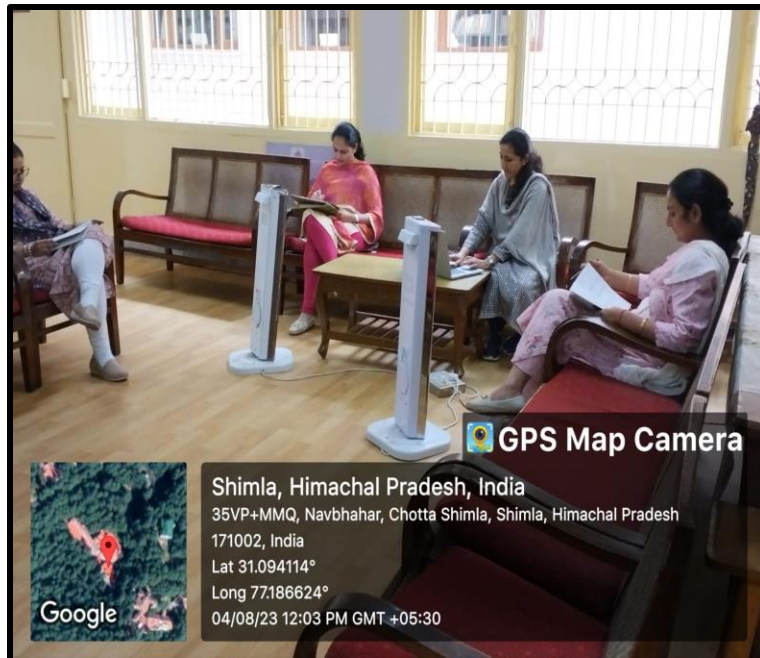 GPS Map Camera
Shimla, Himachal Pradesh, India
35VP+MMQ, Navbhahar, Chotta Shimla, Shimla, Himachal Pradesh
171002, India
Lat 31.094114°
Long 77.186624°
04/08/23 12:03 PM GMT +05:30
Google